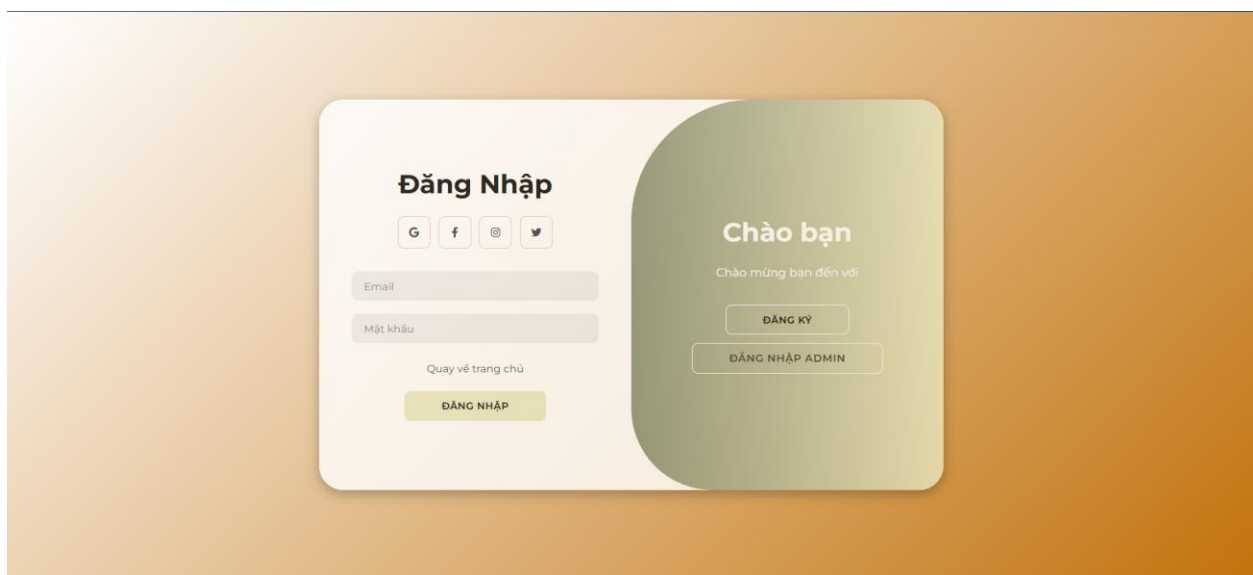 Đăng Nhập
Email
Mật khẩu
Quay về trang chủ
ĐĂNG NHẬP
Chào bạn
Chào mừng bạn đến với
ĐĂNG KÝ
ĐĂNG NHẬP ADMIN